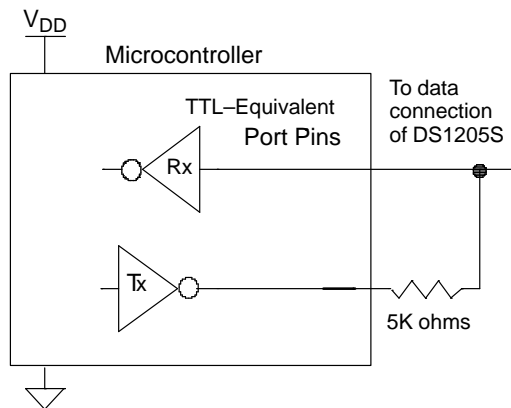 VDD
Microcontroller
TTL–Equivalent
Port Pins
To data
connection
of DS1205S
Rx
Tx
5K ohms